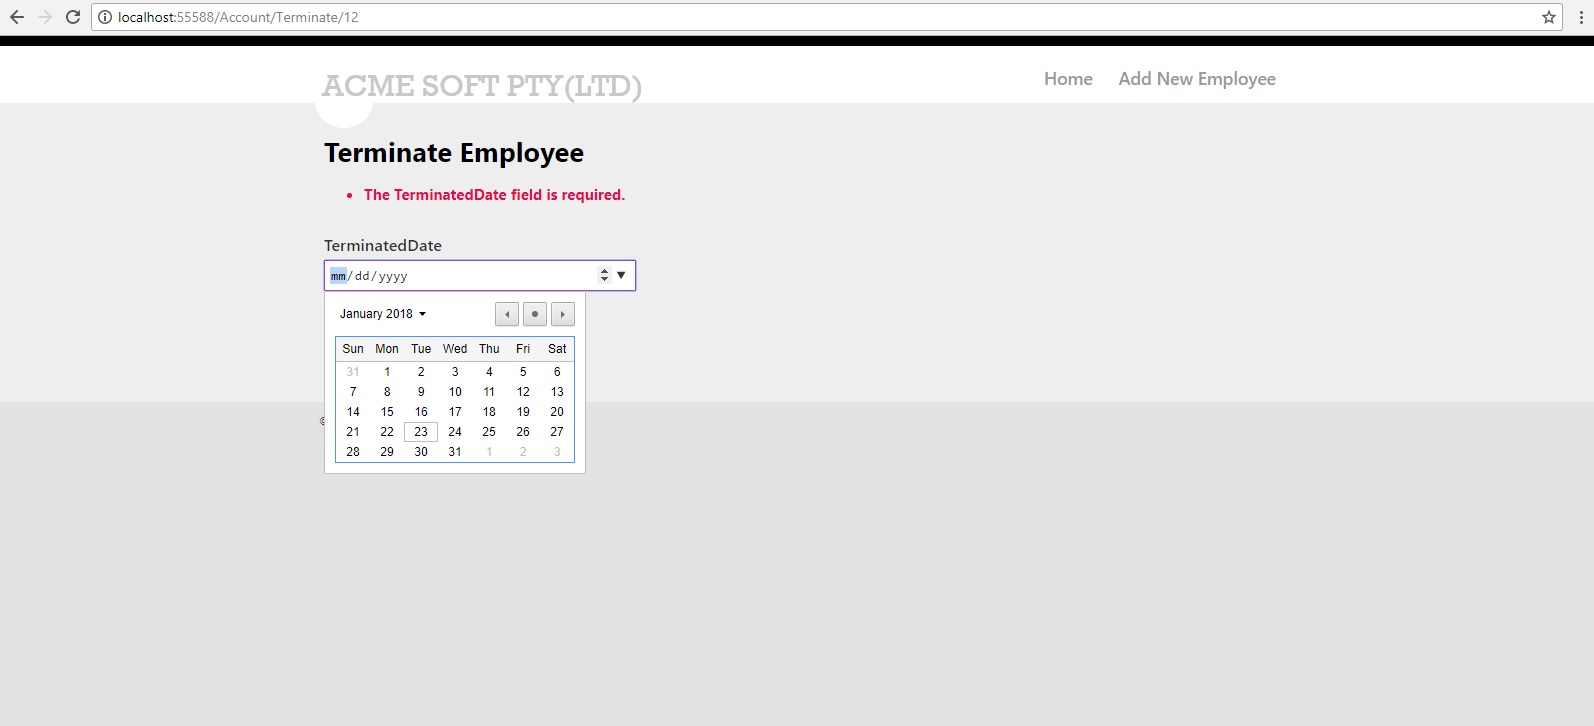 localhost:55588/Account/Terminate/12
ACME SOFT PTY(LTD)
Home Add New Employee
Terminate Employee
• The TerminatedDate field is required.
TerminatedDate
mm/dd/yyyy
January 2018
Sun Mon Tue Wed Thu Fri Sat
31 1 2 3 4 5 6
7 8 9 10 11 12 13
14 15 16 17 18 19 20
21 22 23 24 25 26 27
28 29 30 31 1 2 3